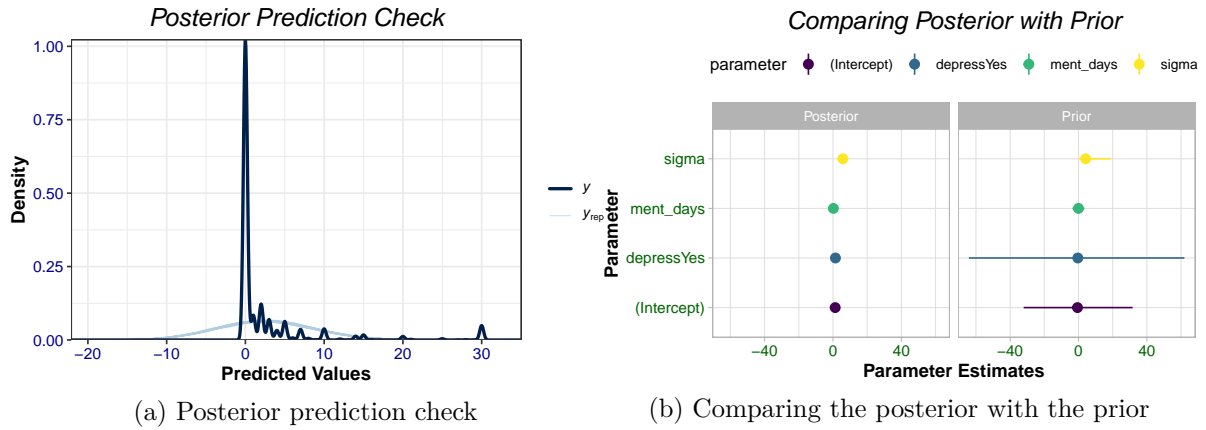 Posterior Prediction Check
1.00
0.75
0.50
0.25
0.00
Density
−20
−10
0
10
20
30
Predicted Values
y
yrep
(a) Posterior prediction check
Comparing Posterior with Prior
parameter (Intercept) depressYes ment_days sigma
Posterior Prior
sigma
ment_days
depressYes
(Intercept)
Parameter
−40 0 40 −40 0 40
Parameter Estimates
(b) Comparing the posterior with the prior